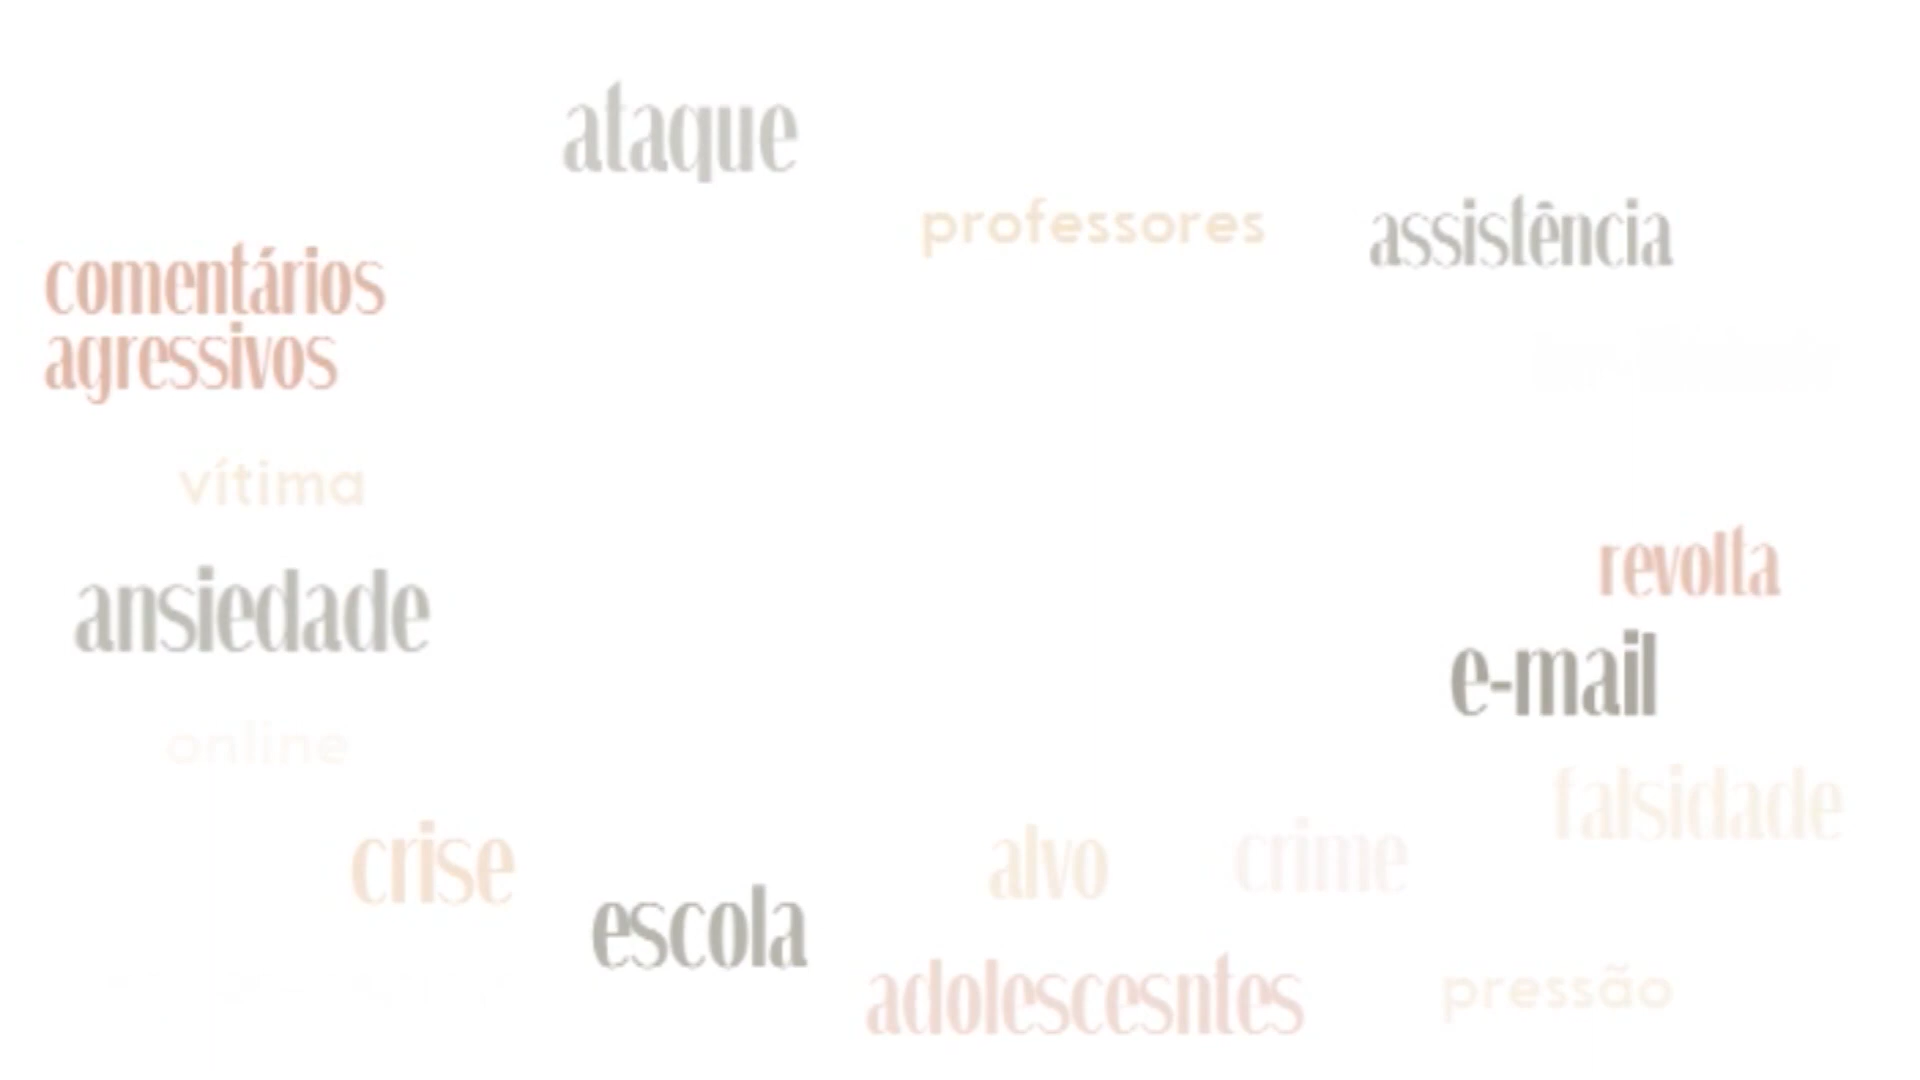 ataque
professores
assistência
comentários
agressivos
vítima
revolta
ansiedade
e-mail
online
falsidade
crise
alvo
crime
escola
adolescesntes
pressão